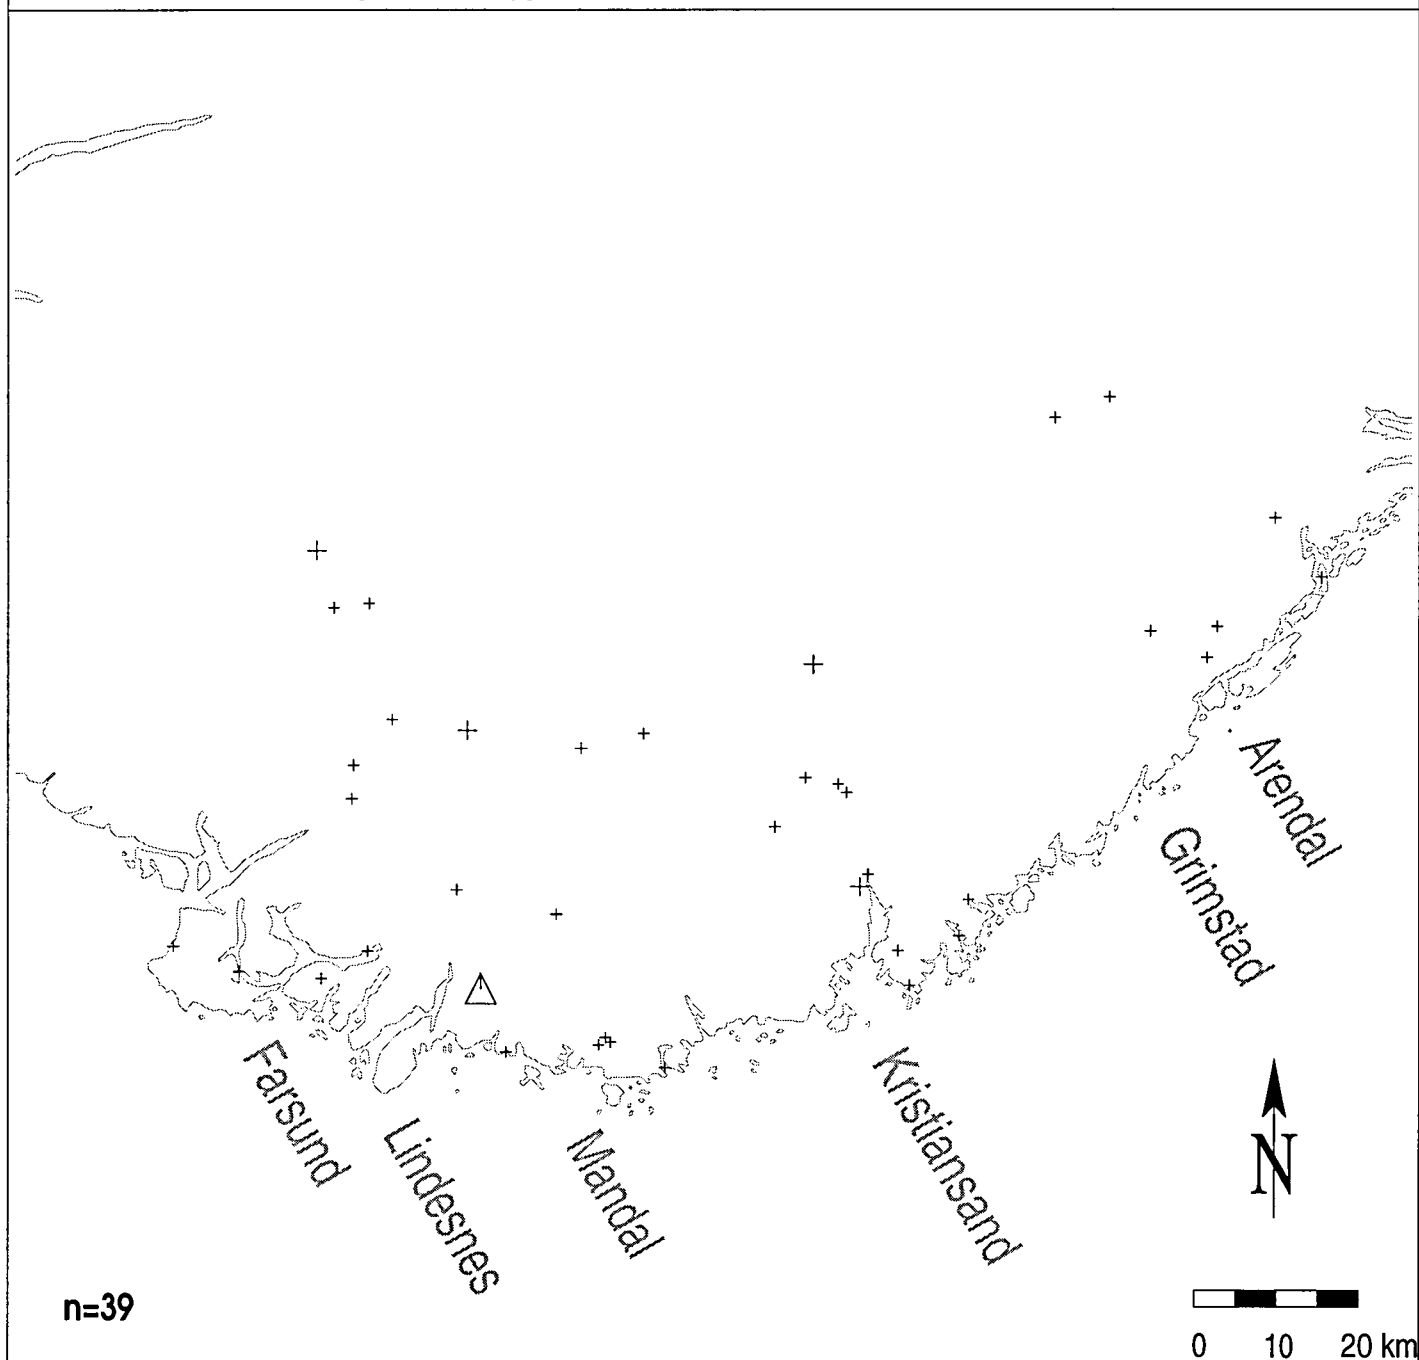 Arendal
Grimstad
Kristiansand
Farsund
Mandal
Lindesnes
N
n=39
0 10 20 km